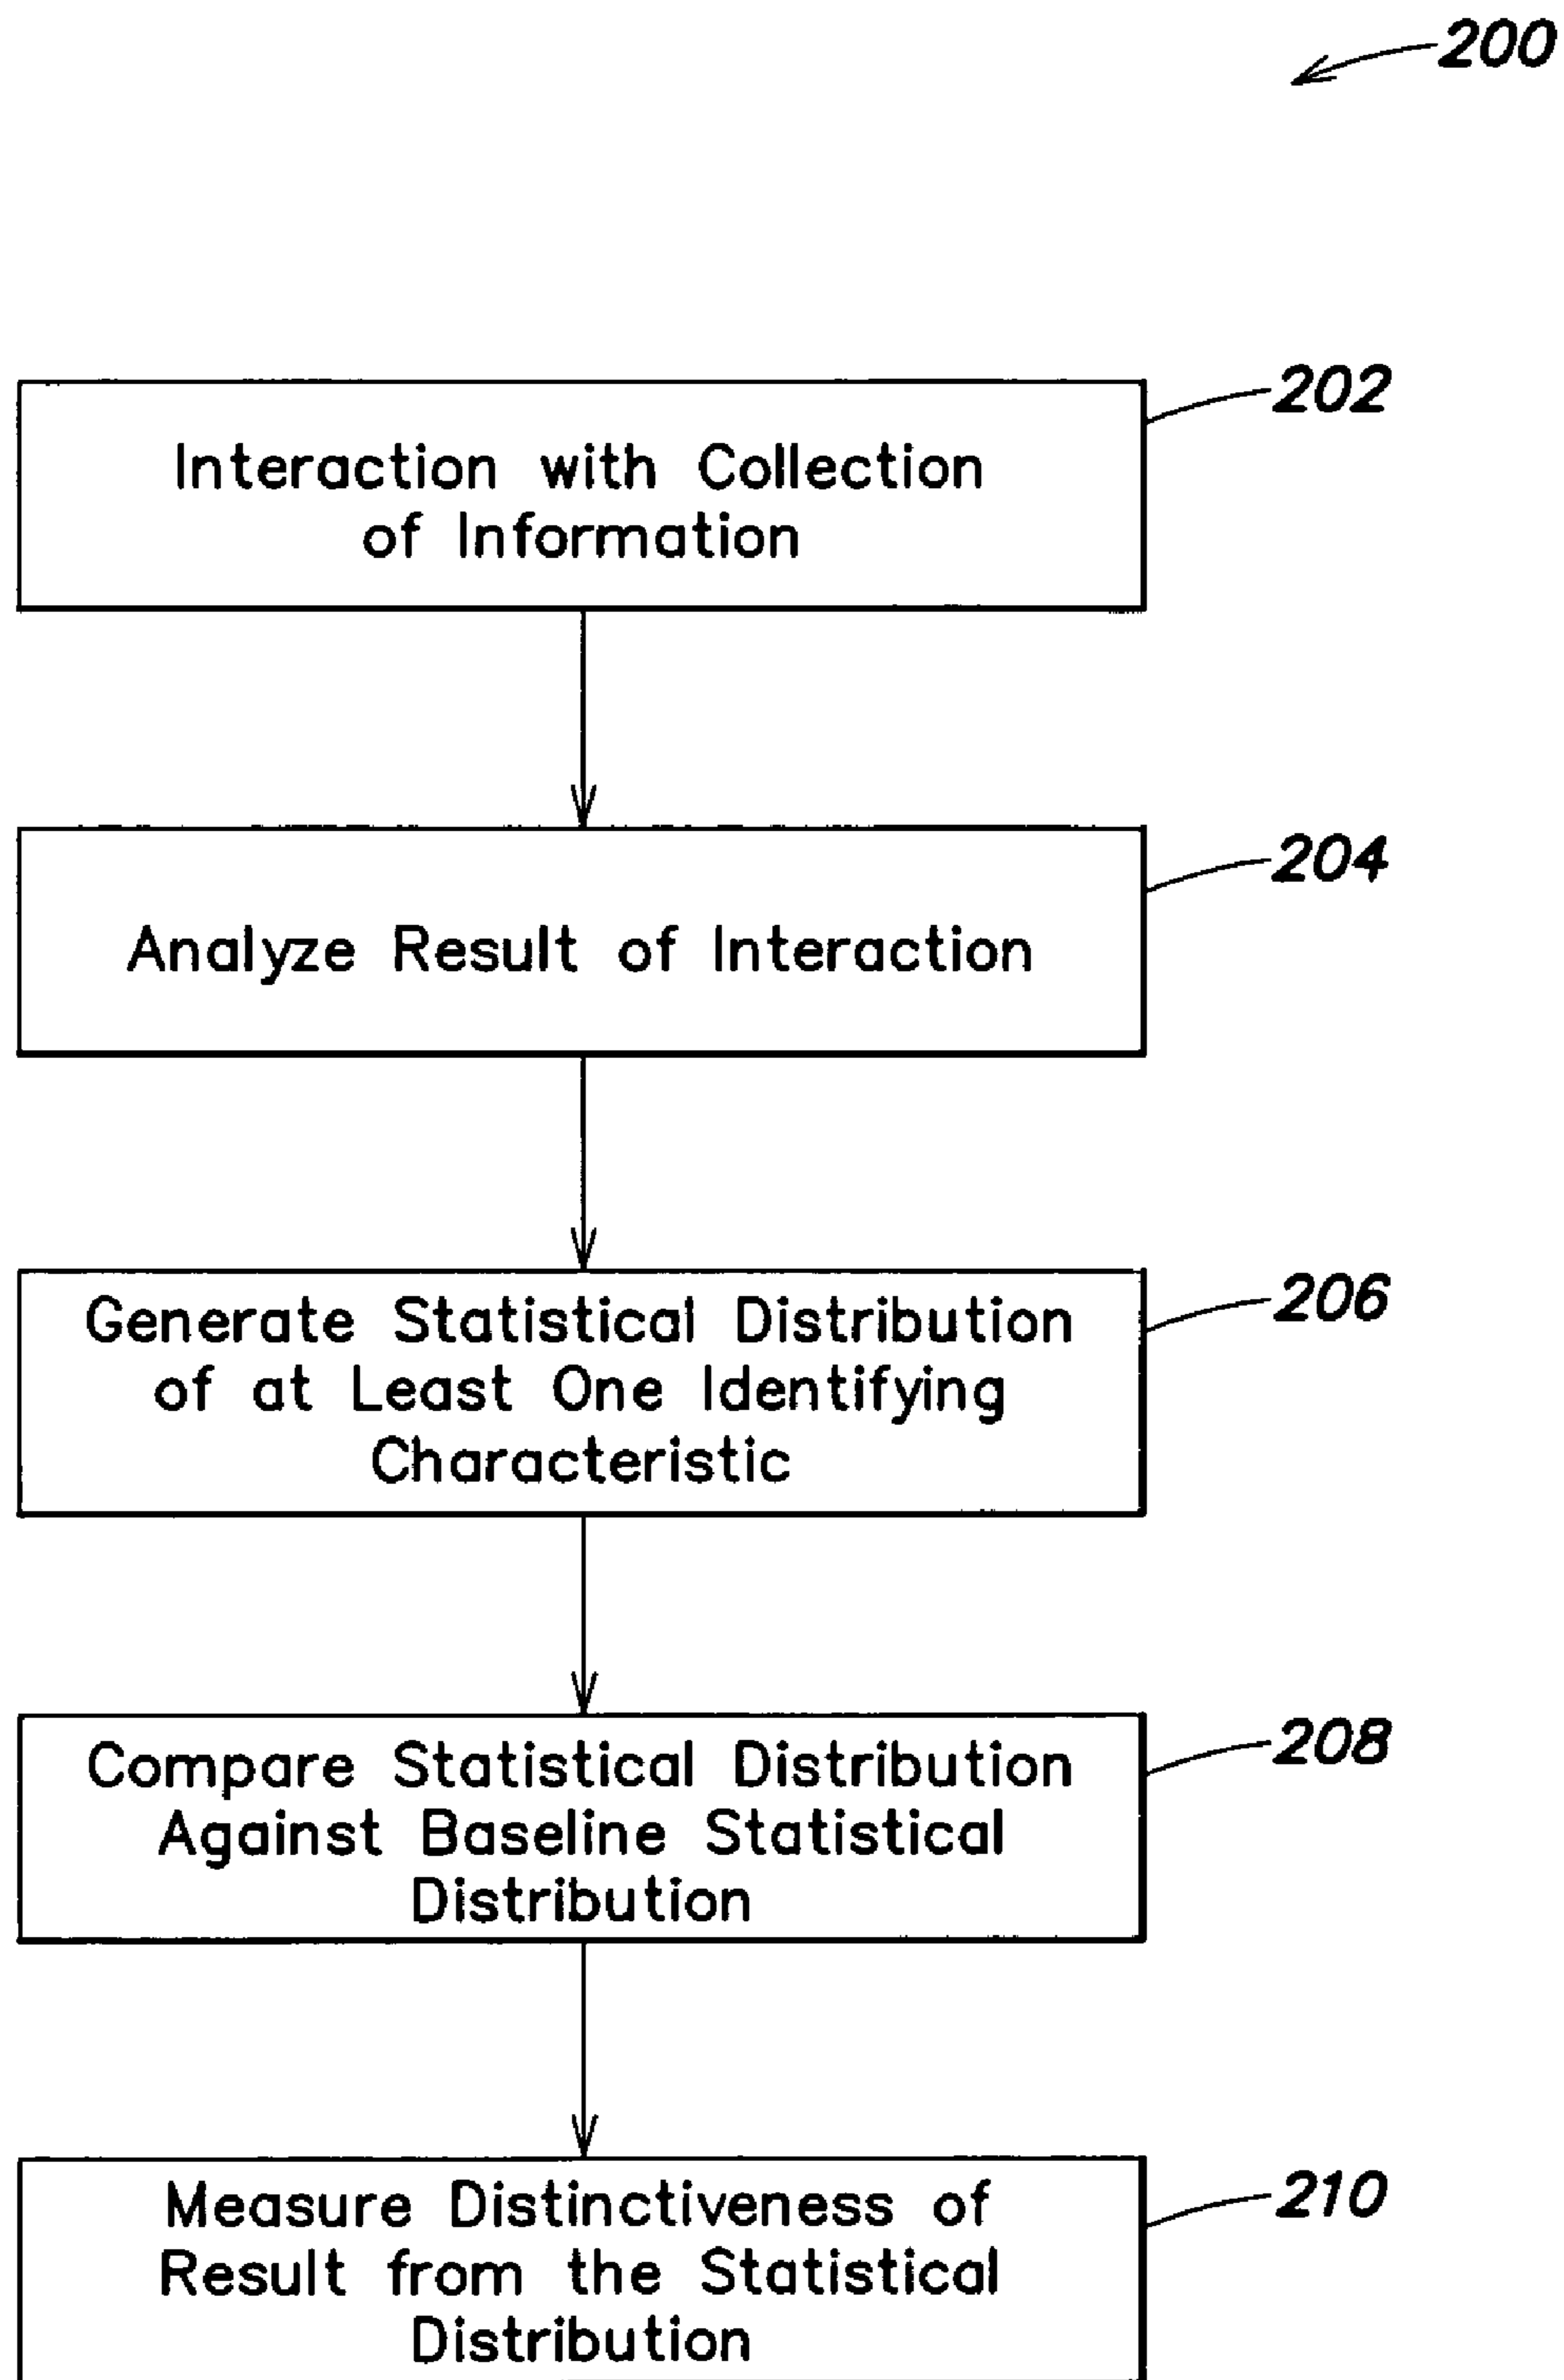 200
202
Interaction with Collection
of Information
204
Analyze Result of Interaction
206
Generate Statistical Distribution
of at Least One Identifying
Characteristic
208
Compare Statistical Distribution
Against Baseline Statistical
Distribution
210
Measure Distinctiveness of
Result from the Statistical
Distribution